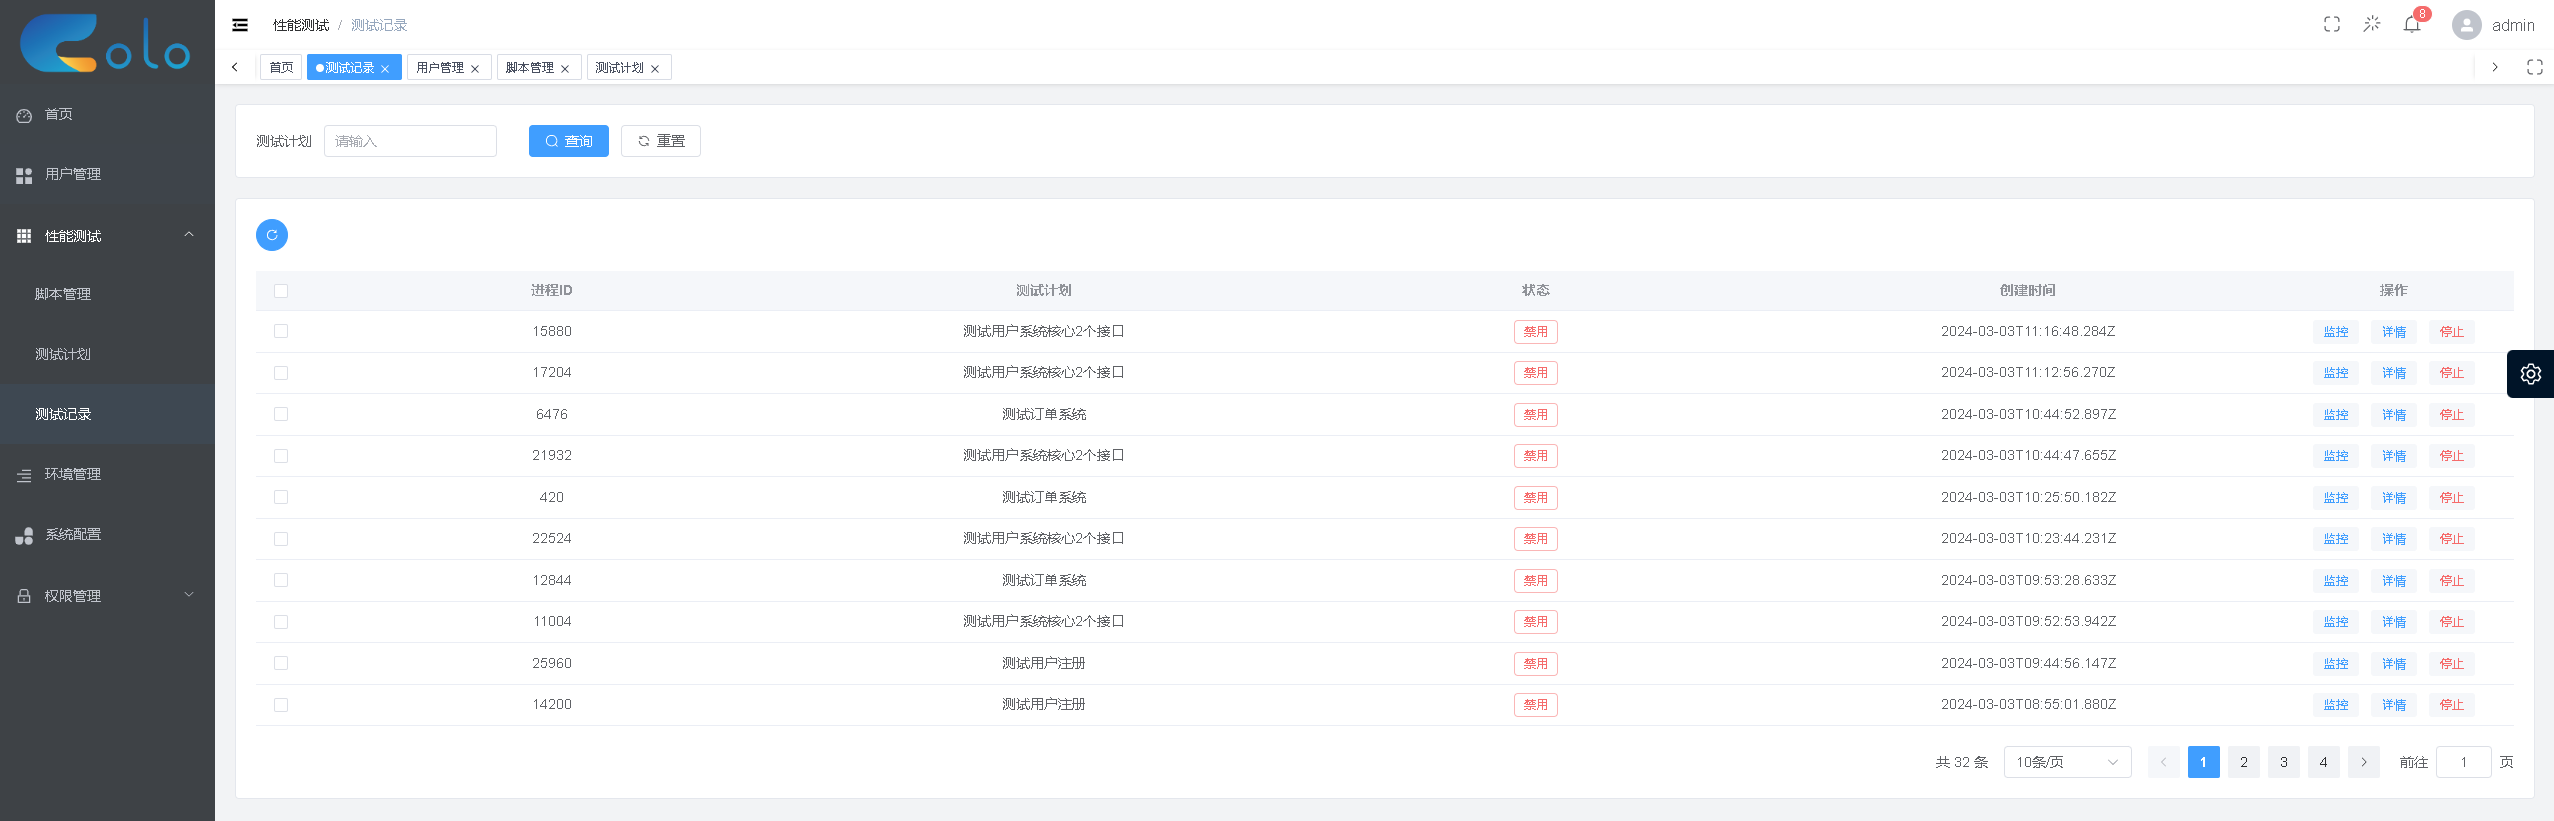 olo
性能测试 / 测试记录
8
admin
首页
测试记录
用户管理
脚本管理
测试计划
首页
用户管理
性能测试
脚本管理
测试计划
测试记录
环境管理
系统配置
权限管理
测试计划 请输入 查询 重置
进程ID 测试计划 状态 创建时间 操作
15880 测试用户系统核心2个接口 禁用 2024-03-03T11:16:48.284Z 监控 详情 停止
17204 测试用户系统核心2个接口 禁用 2024-03-03T11:12:56.270Z 监控 详情 停止
6476 测试订单系统 禁用 2024-03-03T10:44:52.897Z 监控 详情 停止
21932 测试用户系统核心2个接口 禁用 2024-03-03T10:44:47.655Z 监控 详情 停止
420 测试订单系统 禁用 2024-03-03T10:25:50.182Z 监控 详情 停止
22524 测试用户系统核心2个接口 禁用 2024-03-03T10:23:44.231Z 监控 详情 停止
12844 测试订单系统 禁用 2024-03-03T09:53:28.633Z 监控 详情 停止
11004 测试用户系统核心2个接口 禁用 2024-03-03T09:52:53.942Z 监控 详情 停止
25960 测试用户注册 禁用 2024-03-03T09:44:56.147Z 监控 详情 停止
14200 测试用户注册 禁用 2024-03-03T08:55:01.880Z 监控 详情 停止
共 32 条 10条/页 1 2 3 4 前往 1 页